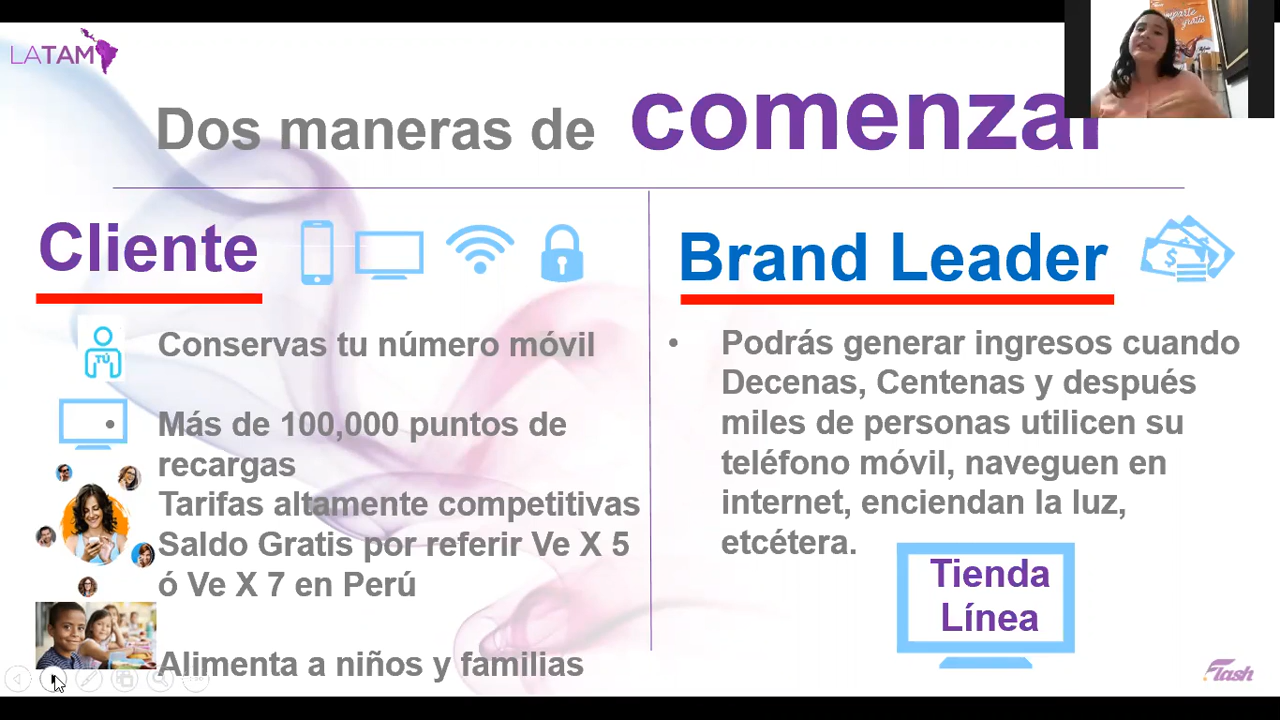 LATAM
Dos maneras de comenzar
Cliente
TÚ
Conservas tu número móvil
Más de 100,000 puntos de
recargas
Tarifas altamente competitivas
Saldo Gratis por referir Ve X 5
ó Ve X 7 en Perú
Alimenta a niños y familias
Brand Leader
$
Podrás generar ingresos cuando
Decenas, Centenas y después
miles de personas utilicen su
teléfono móvil, naveguen en
internet, enciendan la luz,
etcétera.
Tienda
Línea
Flash
gratis